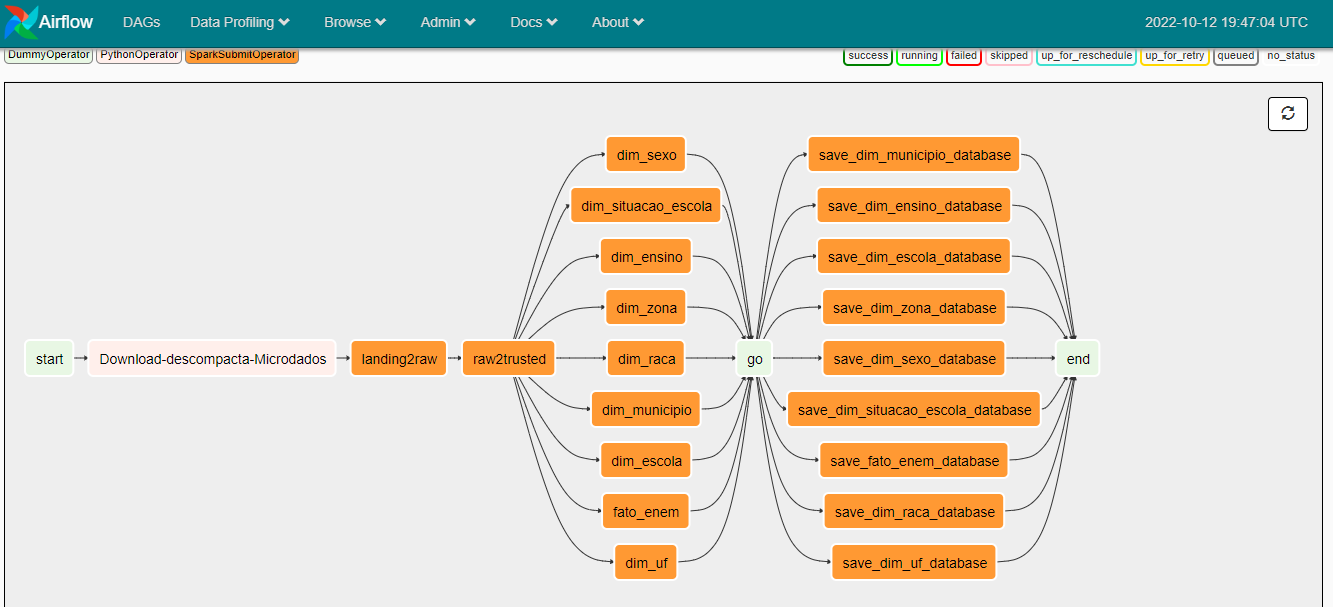 Airflow DAGs Data Profiling Browse Admin Docs About 2022-10-12 19:47:04 UTC
DummyOperator PythonOperator SparkSubmitOperator success running failed skipped up_for_reschedule up_for_retry queued no_status
dim_sexo save_dim_municipio_database
dim_situacao_escola save_dim_ensino_database
dim_ensino save_dim_escola_database
dim_zona save_dim_zona_database
start Download-descompacta-Microdados landing2raw raw2trusted dim_raca go save_dim_sexo_database end
dim_municipio save_dim_situacao_escola_database
dim_escola save_fato_enem_database
fato_enem save_dim_raca_database
dim_uf save_dim_uf_database